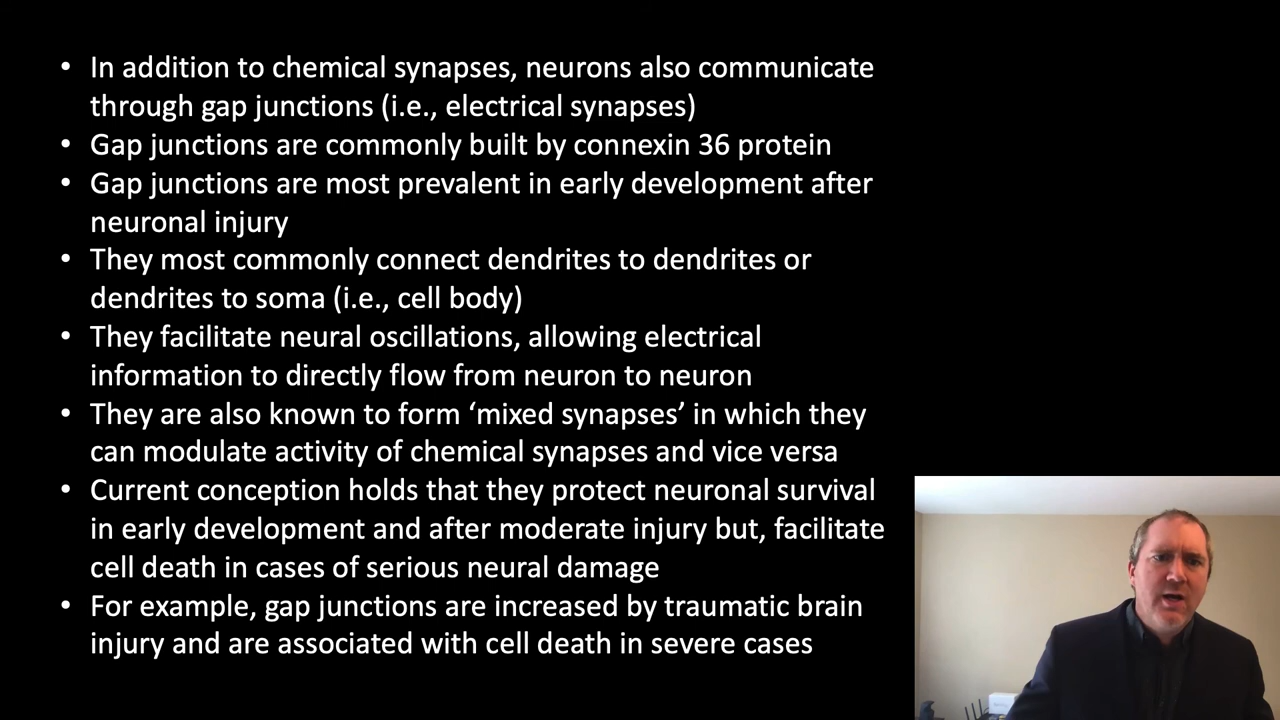 • In addition to chemical synapses, neurons also communicate
through gap junctions (i.e., electrical synapses)
• Gap junctions are commonly built by connexin 36 protein
• Gap junctions are most prevalent in early development after
neuronal injury
• They most commonly connect dendrites to dendrites or
dendrites to soma (i.e., cell body)
• They facilitate neural oscillations, allowing electrical
information to directly flow from neuron to neuron
• They are also known to form ‘mixed synapses’ in which they
can modulate activity of chemical synapses and vice versa
• Current conception holds that they protect neuronal survival
in early development and after moderate injury but, facilitate
cell death in cases of serious neural damage
• For example, gap junctions are increased by traumatic brain
injury and are associated with cell death in severe cases